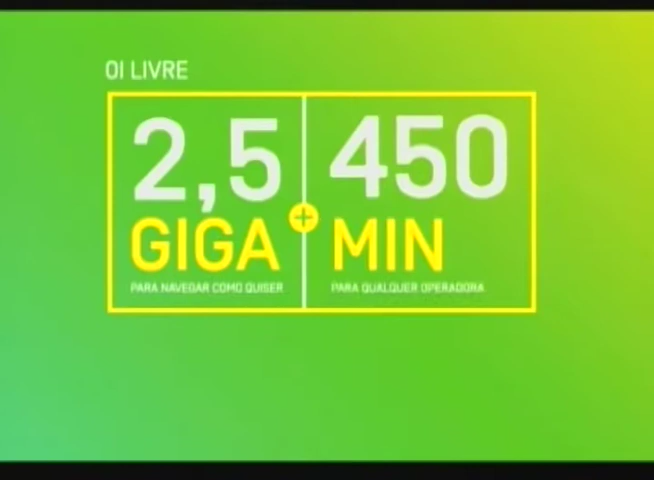 OI LIVRE
2,5
GIGA
PARA NAVEGAR COMO QUISER
+
450
MIN
PARA QUALQUER OPERADORA